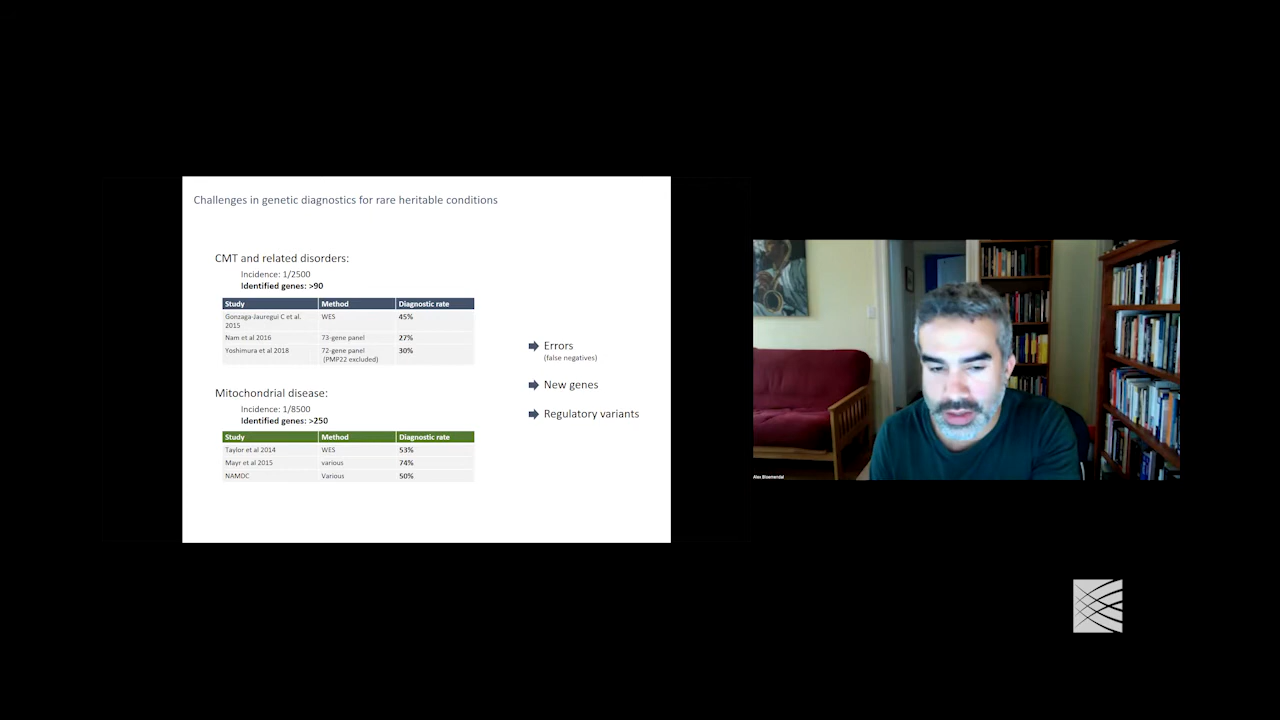 Challenges in genetic diagnostics for rare heritable conditions
CMT and related disorders:
Incidence: 1/2500
Identified genes: >90
Study Method Diagnostic rate
Gonzaga-Jauregui C et al. 2015 WES 45%
Nam et al 2016 73-gene panel 27%
Yoshimura et al 2018 72-gene panel (PMP22 excluded) 30%
Mitochondrial disease:
Incidence: 1/8500
Identified genes: >250
Study Method Diagnostic rate
Taylor et al 2014 WES 53%
Mayr et al 2015 various 74%
NAMDC Various 50%
Errors
(false negatives)
New genes
Regulatory variants
Alex Bloemendal